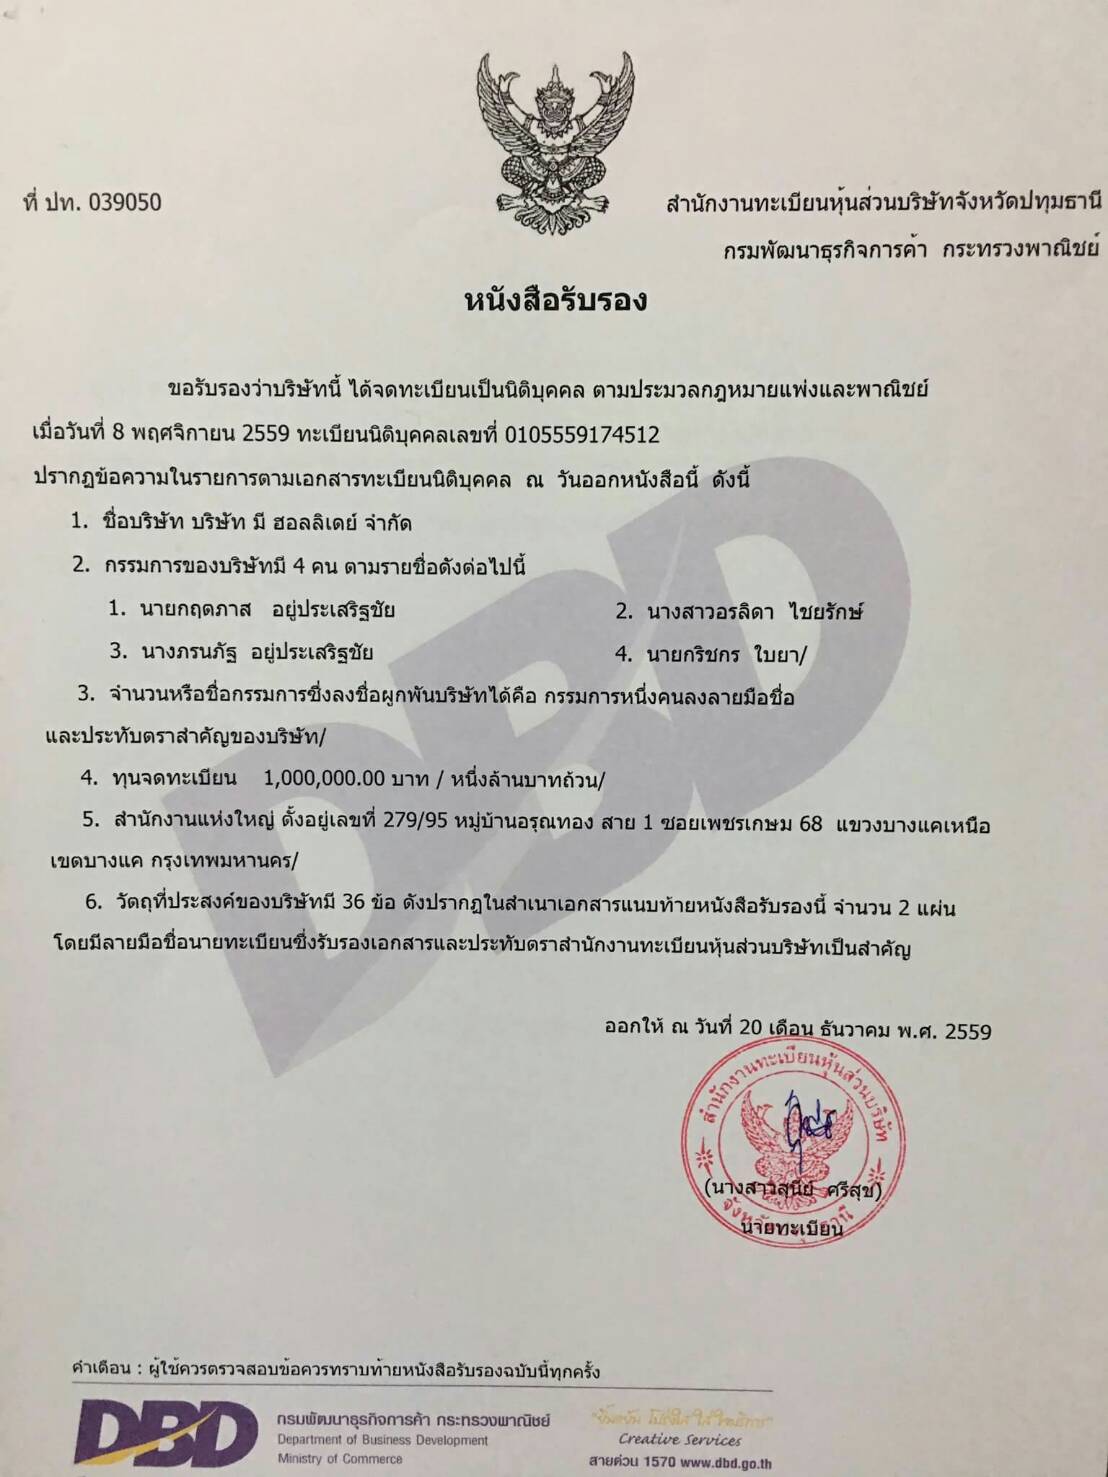 ที่ ปท. 039050
สำนักงานทะเบียนหุ้นส่วนบริษัทจังหวัดปทุมธานี
กรมพัฒนาธุรกิจการค้า กระทรวงพาณิชย์
หนังสือรับรอง
ขอรับรองว่าบริษัทนี้ ได้จดทะเบียนเป็นนิติบุคคล ตามประมวลกฎหมายแพ่งและพาณิชย์
เมื่อวันที่ 8 พฤศจิกายน 2559 ทะเบียนนิติบุคคลเลขที่ 0105559174512
ปรากฏข้อความในรายการตามเอกสารทะเบียนนิติบุคคล ณ วันออกหนังสือนี้ ดังนี้
1. ชื่อบริษัท บริษัท มี ฮอลลิเดย์ จำกัด
2. กรรมการของบริษัทมี 4 คน ตามรายชื่อดังต่อไปนี้
1. นายกฤตภาส อยู่ประเสริฐชัย 2. นางสาวอรลิดา ไชยรักษ์
3. นางภรนภัฐ อยู่ประเสริฐชัย 4. นายกริชกร ใบยา/
3. จำนวนหรือชื่อกรรมการซึ่งลงชื่อผูกพันบริษัทได้คือ กรรมการหนึ่งคนลงลายมือชื่อ
และประทับตราสำคัญของบริษัท/
4. ทุนจดทะเบียน 1,000,000.00 บาท / หนึ่งล้านบาทถ้วน/
5. สำนักงานแห่งใหญ่ ตั้งอยู่เลขที่ 279/95 หมู่บ้านอรุณทอง สาย 1 ซอยเพชรเกษม 68 แขวงบางแคเหนือ
เขตบางแค กรุงเทพมหานคร/
6. วัตถุที่ประสงค์ของบริษัทมี 36 ข้อ ดังปรากฏในสำเนาเอกสารแนบท้ายหนังสือรับรองนี้ จำนวน 2 แผ่น
โดยมีลายมือชื่อนายทะเบียนซึ่งรับรองเอกสารและประทับตราสำนักงานทะเบียนหุ้นส่วนบริษัทเป็นสำคัญ
DBD
ออกให้ ณ วันที่ 20 เดือน ธันวาคม พ.ศ. 2559
สำนักงานทะเบียนหุ้นส่วนบริษัท
(นางสาวสุนีย์ ศรีสุข)
นายทะเบียน
คำเตือน : ผู้ใช้ควรตรวจสอบข้อควรทราบท้ายหนังสือรับรองฉบับนี้ทุกครั้ง
DBD
กรมพัฒนาธุรกิจการค้า กระทรวงพาณิชย์
Department of Business Development
Ministry of Commerce
Creative Services
สายด่วน 1570 www.dbd.go.th